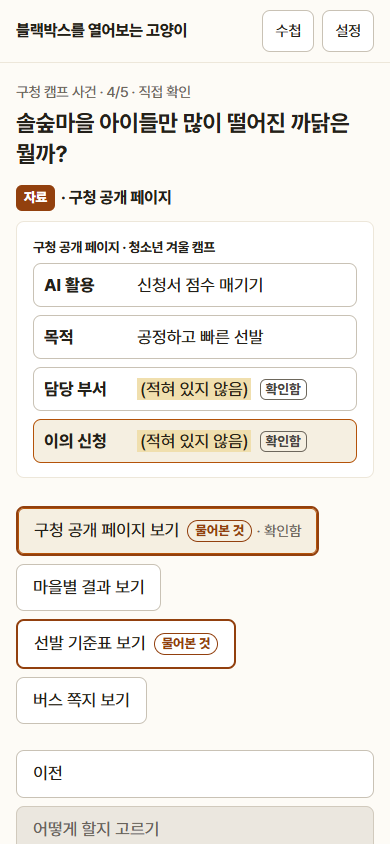 블랙박스를 열어보는 고양이
수첩
설정
구청 캠프 사건 · 4/5 · 직접 확인
솔숲마을 아이들만 많이 떨어진 까닭은
뭘까?
자료 · 구청 공개 페이지
구청 공개 페이지 · 청소년 겨울 캠프
AI 활용 신청서 점수 매기기
목적 공정하고 빠른 선발
담당 부서 (적혀 있지 않음) 확인함
이의 신청 (적혀 있지 않음) 확인함
구청 공개 페이지 보기 물어본 것 · 확인함
마을별 결과 보기
선발 기준표 보기 물어본 것
버스 쪽지 보기
이전
어떻게 할지 고르기